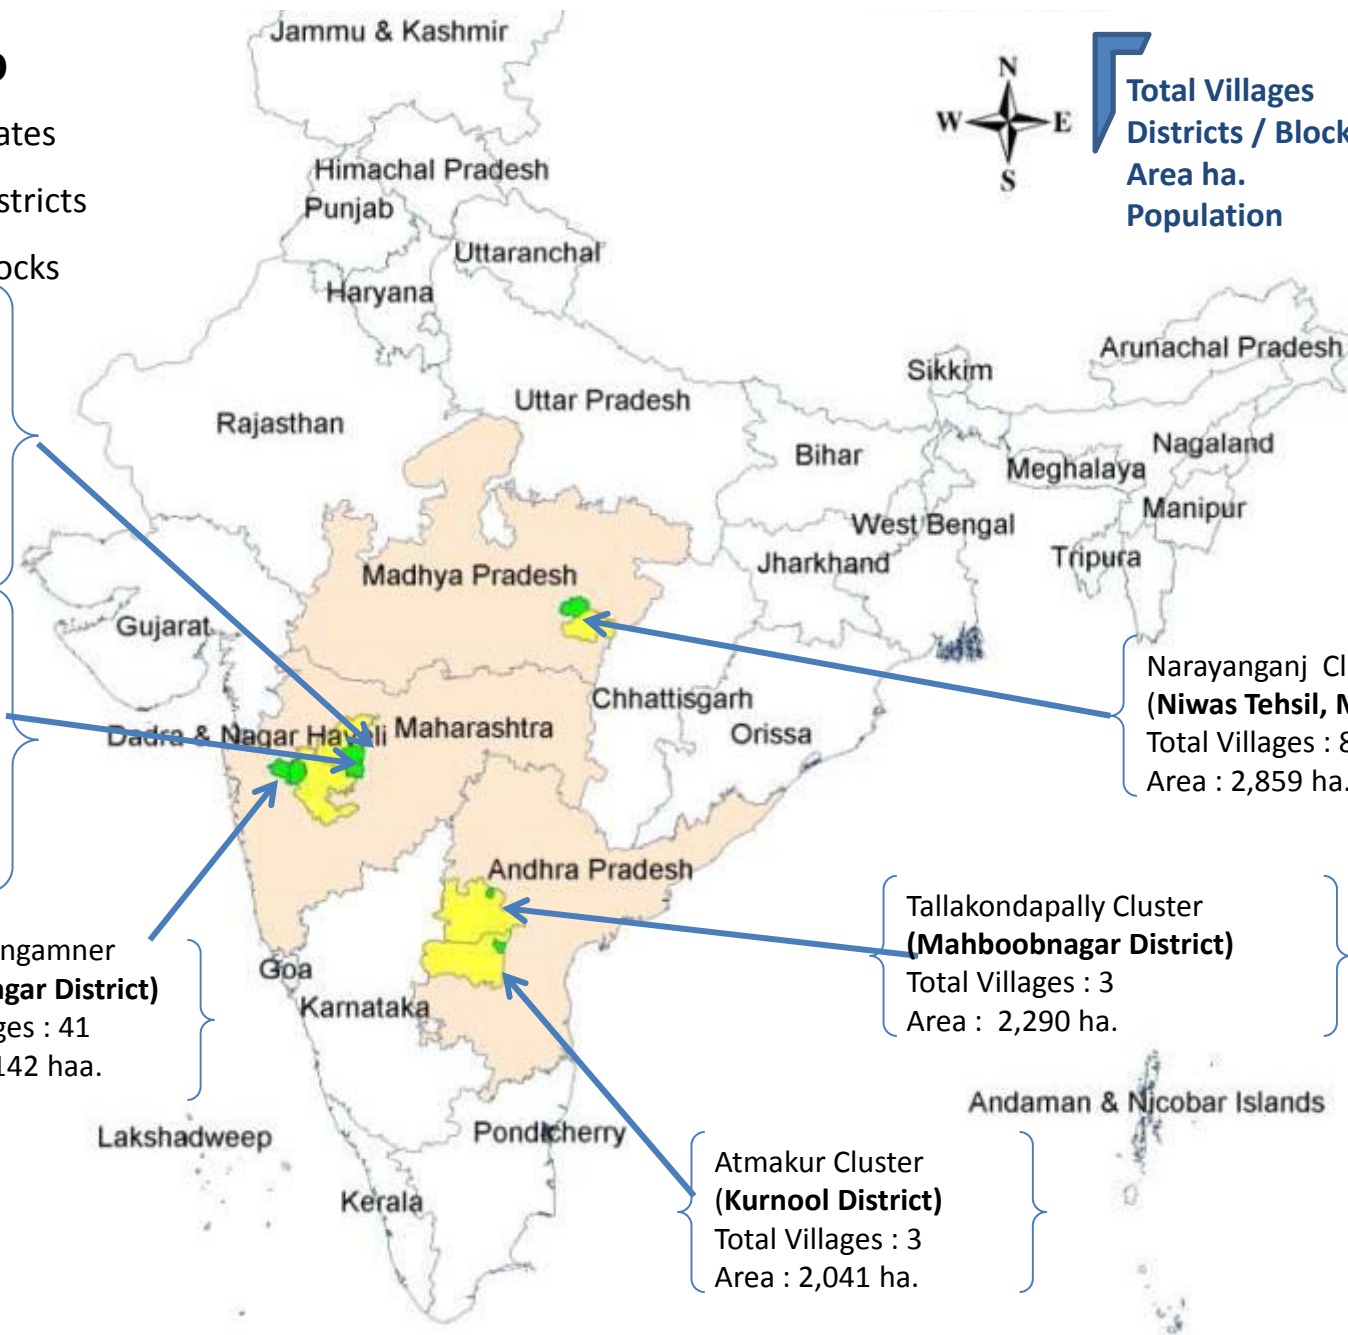 Jammu & Kashmir
ates
stricts
ocks
N
W E
S
Total Villages
Districts / Block
Area ha.
Population
Himachal Pradesh
Punjab
Uttaranchal
Haryana
Rajasthan
Uttar Pradesh
Sikkim
Arunachal Pradesh
Bihar
Nagaland
Meghalaya
Manipur
West Bengal
Tripura
Jharkhand
Madhya Pradesh
Gujarat
Chhattisgarh
Orissa
Dadra & Nagar Haveli
Maharashtra
Narayanganj Cl
(Niwas Tehsil, M
Total Villages : 8
Area : 2,859 ha.
Andhra Pradesh
Tallakondapally Cluster
(Mahboobnagar District)
Total Villages : 3
Area : 2,290 ha.
ngamner
agar District)
ges : 41
142 haa.
Goa
Karnataka
Lakshadweep
Pondicherry
Kerala
Andaman & Nicobar Islands
Atmakur Cluster
(Kurnool District)
Total Villages : 3
Area : 2,041 ha.